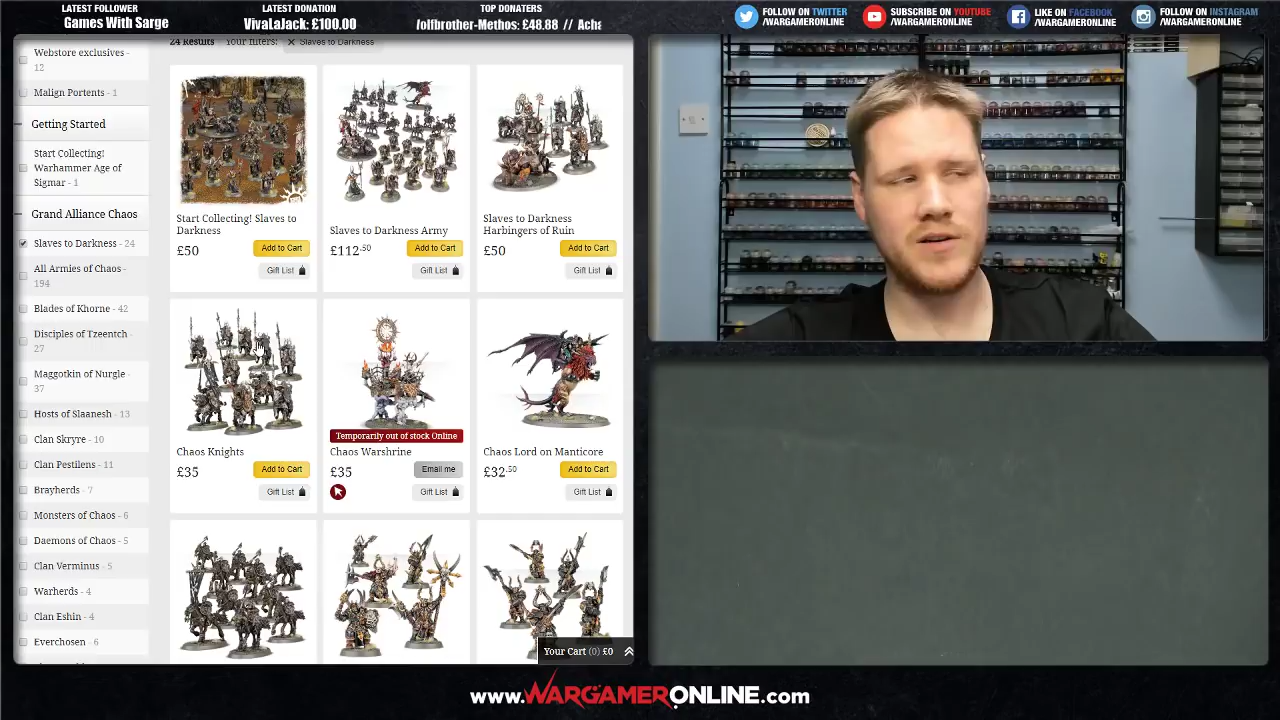 LATEST FOLLOWER
Games With Sarge
LATEST DONATION
VivaLaJack: £100.00
TOP DONATERS
/olfbrother-Methos: £48.88 // Acha
FOLLOW ON TWITTER
/WARGAMERONLINE
SUBSCRIBE ON YOUTUBE
/WARGAMERONLINE
LIKE ON FACEBOOK
/WARGAMERONLINE
FOLLOW ON INSTAGRAM
/WARGAMERONLINE
Webstore exclusives -
12
Malign Portents - 1
Getting Started
Start Collecting!
Warhammer Age of
Sigmar - 1
Grand Alliance Chaos
Slaves to Darkness - 24
All Armies of Chaos -
194
Blades of Khorne - 42
Disciples of Tzeentch -
27
Maggotkin of Nurgle -
37
Hosts of Slaanesh - 13
Clan Skryre - 10
Clan Pestilens - 11
Brayherds - 7
Monsters of Chaos - 6
Daemons of Chaos - 5
Clan Verminus - 5
Warherds - 4
Clan Eshin - 4
Everchosen - 6
24 Results Your filters: × Slaves to Darkness
Start Collecting! Slaves to
Darkness
£50 Add to Cart
Gift List
Slaves to Darkness Army
£112.50 Add to Cart
Gift List
Slaves to Darkness
Harbingers of Ruin
£50 Add to Cart
Gift List
Chaos Knights
£35 Add to Cart
Gift List
Temporarily out of stock Online
Chaos Warshrine
£35 Email me
Gift List
Chaos Lord on Manticore
£32.50 Add to Cart
Gift List
Your Cart (0) £0
www.WARGAMERONLINE.com